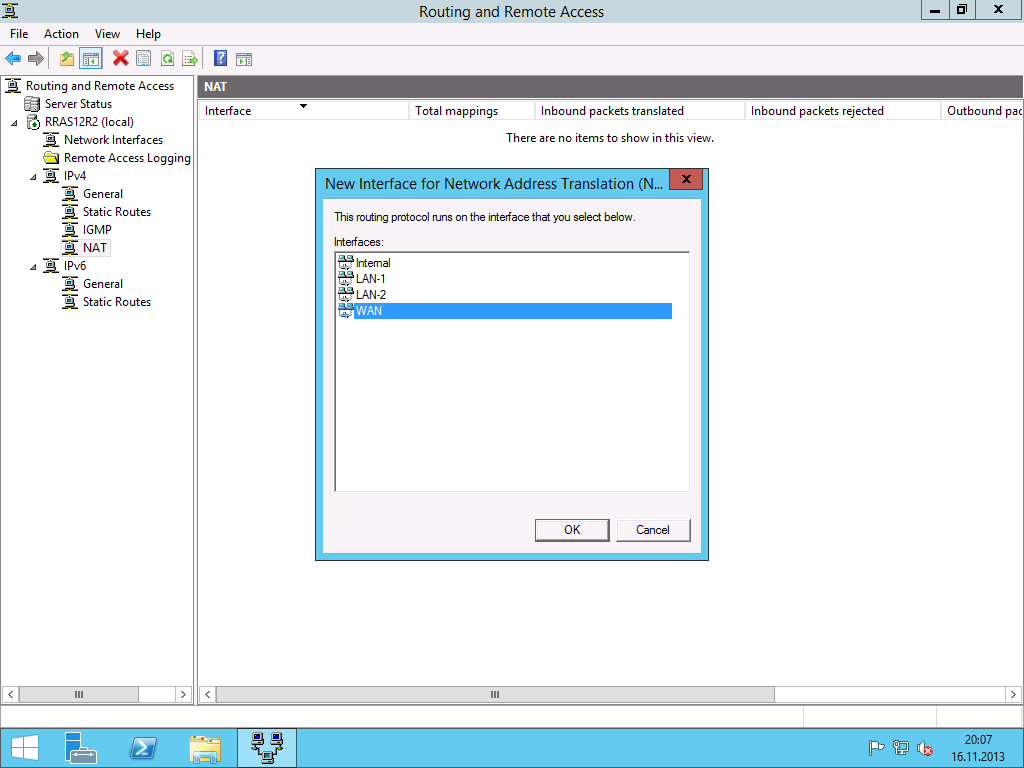 Routing and Remote Access
File Action View Help
Routing and Remote Access
Server Status
RRAS12R2 (local)
Network Interfaces
Remote Access Logging
IPv4
General
Static Routes
IGMP
NAT
IPv6
General
Static Routes
NAT
Interface Total mappings Inbound packets translated Inbound packets rejected Outbound pac
There are no items to show in this view.
New Interface for Network Address Translation (N...
This routing protocol runs on the interface that you select below.
Interfaces:
Internal
LAN-1
LAN-2
WAN
OK Cancel
20:07
16.11.2013